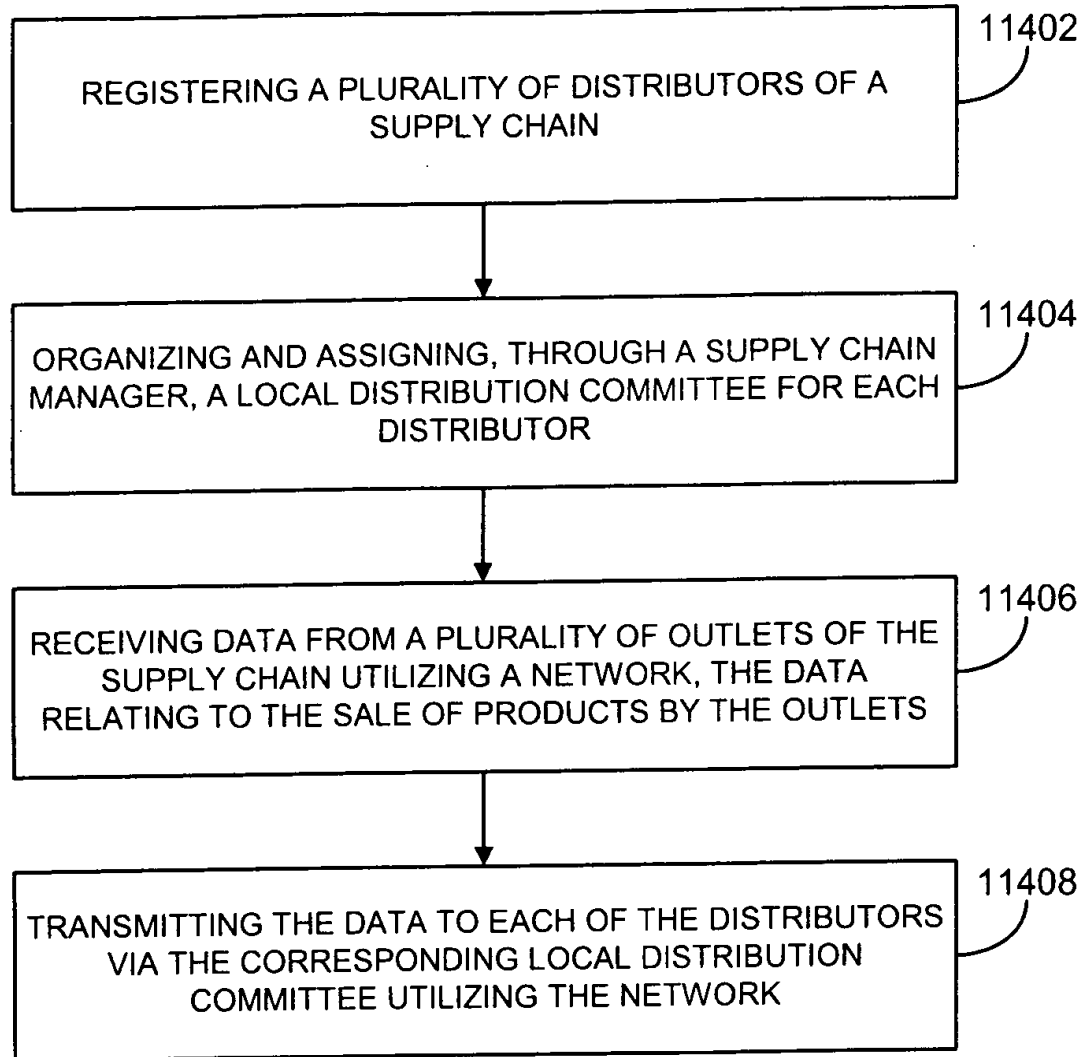 11402
REGISTERING A PLURALITY OF DISTRIBUTORS OF A
SUPPLY CHAIN
11404
ORGANIZING AND ASSIGNING, THROUGH A SUPPLY CHAIN
MANAGER, A LOCAL DISTRIBUTION COMMITTEE FOR EACH
DISTRIBUTOR
11406
RECEIVING DATA FROM A PLURALITY OF OUTLETS OF THE
SUPPLY CHAIN UTILIZING A NETWORK, THE DATA
RELATING TO THE SALE OF PRODUCTS BY THE OUTLETS
11408
TRANSMITTING THE DATA TO EACH OF THE DISTRIBUTORS
VIA THE CORRESPONDING LOCAL DISTRIBUTION
COMMITTEE UTILIZING THE NETWORK